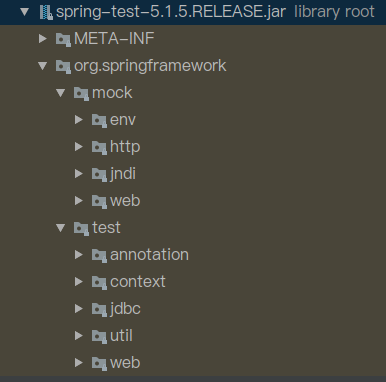 spring-test-5.1.5.RELEASE.jar library root
META-INF
org.springframework
mock
env
http
jndi
web
test
annotation
context
jdbc
util
web